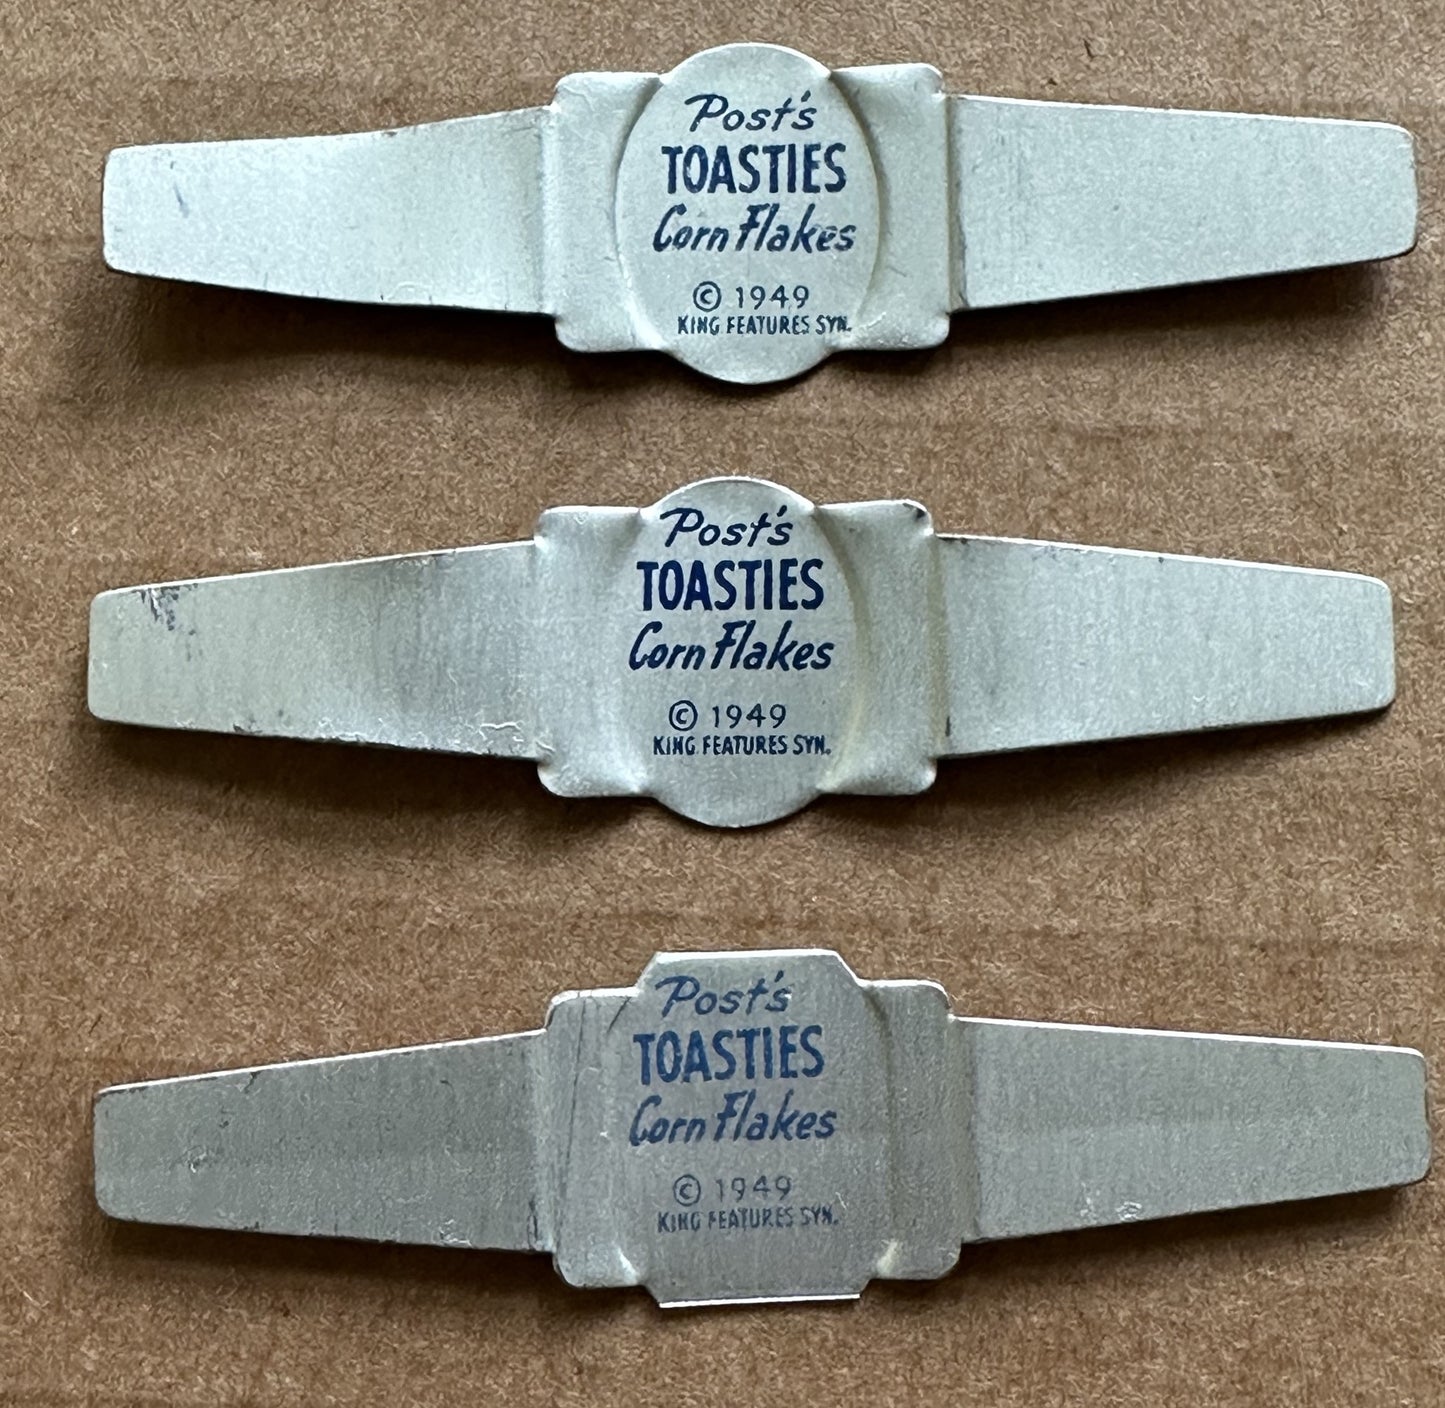 Post's
TOASTIES
Corn Flakes
© 1949
KING FEATURES SYN.
Post's
TOASTIES
Corn Flakes
© 1949
KING FEATURES SYN.
Post's
TOASTIES
Corn Flakes
© 1949
KING FEATURES SYN.